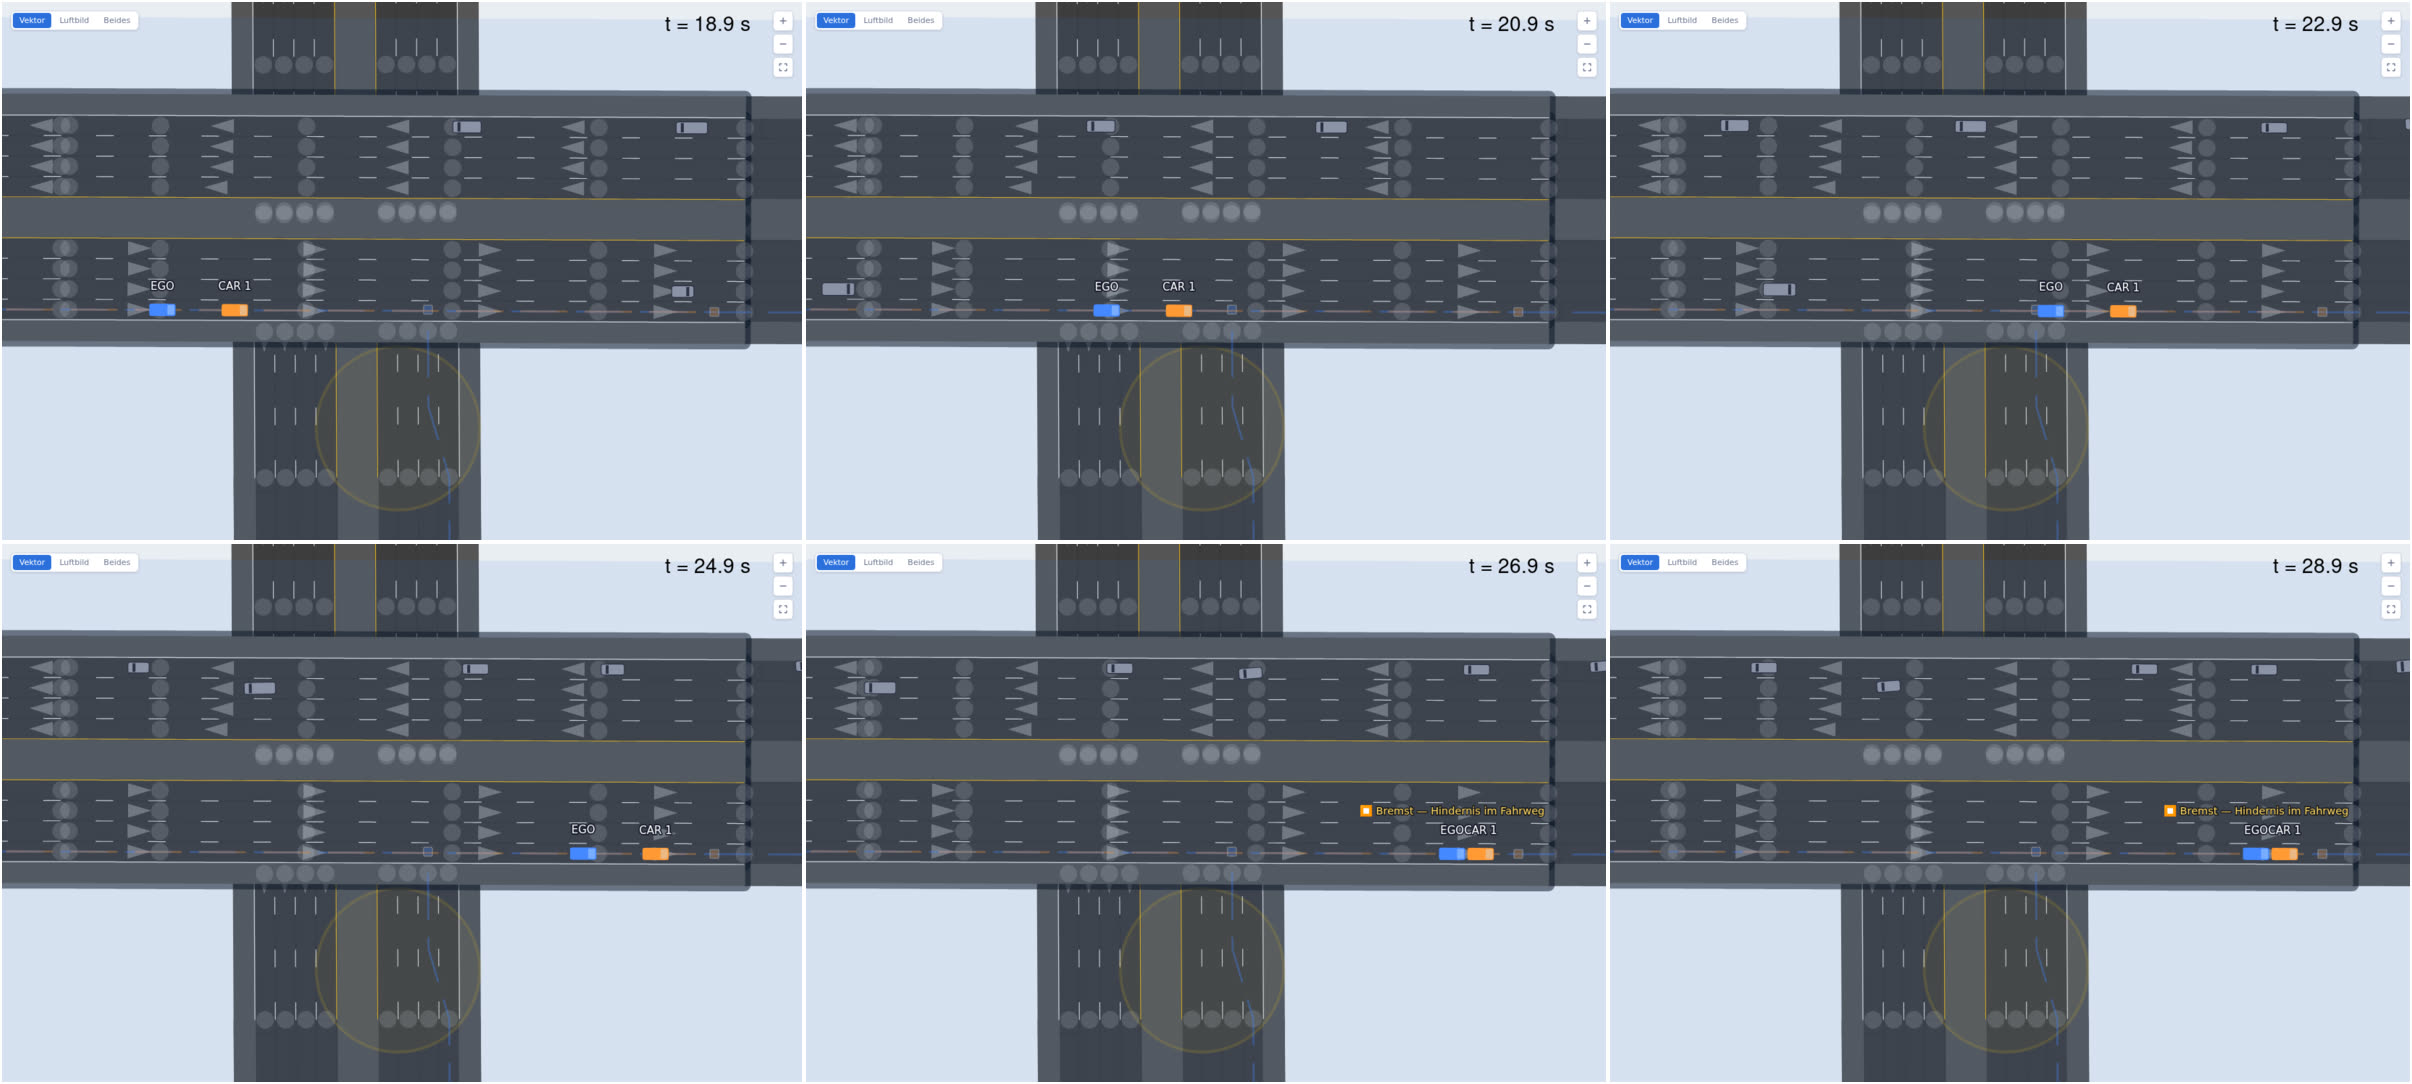 Vektor Luftbild Beides
t = 18.9 s
+
−
EGO CAR 1
Vektor Luftbild Beides
t = 20.9 s
+
−
EGO CAR 1
Vektor Luftbild Beides
t = 22.9 s
+
−
EGO CAR 1
Vektor Luftbild Beides
t = 24.9 s
+
−
EGO CAR 1
Vektor Luftbild Beides
t = 26.9 s
+
−
Bremst — Hindernis im Fahrweg
EGOCAR 1
Vektor Luftbild Beides
t = 28.9 s
+
−
Bremst — Hindernis im Fahrweg
EGOCAR 1